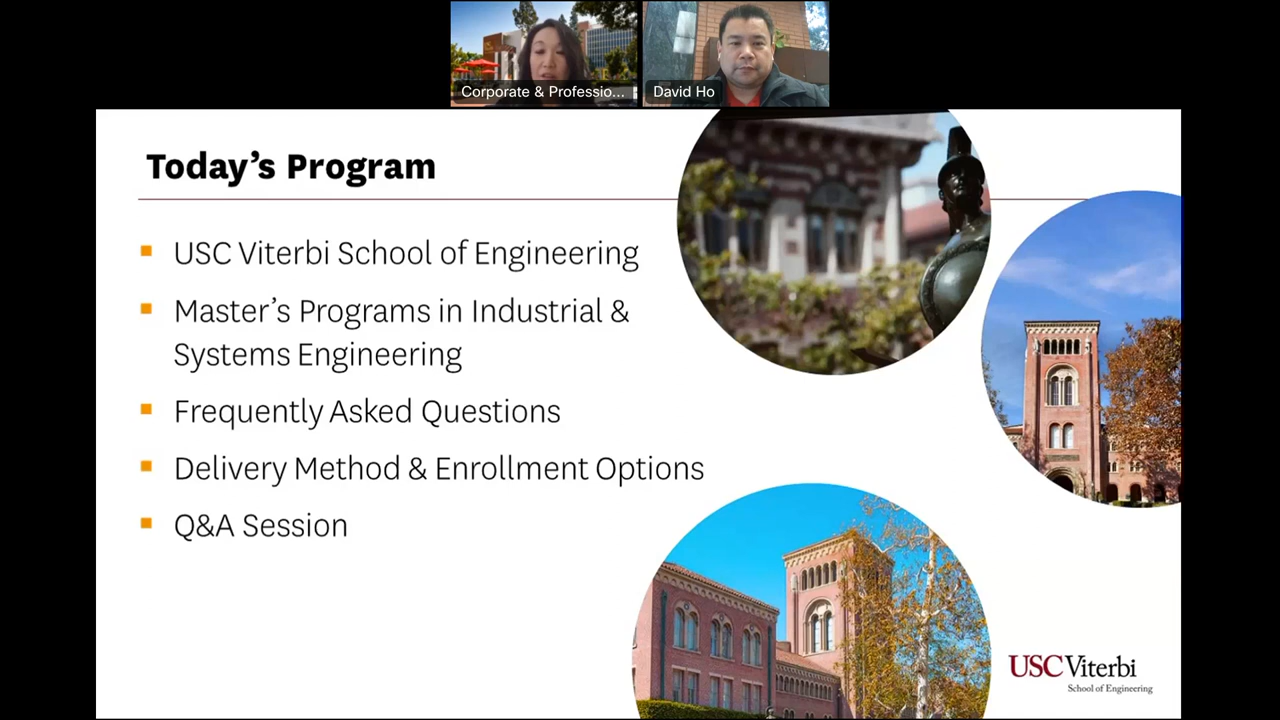 Corporate & Professio...
David Ho
Today's Program
USC Viterbi School of Engineering
Master's Programs in Industrial &
Systems Engineering
Frequently Asked Questions
Delivery Method & Enrollment Options
Q&A Session
USC Viterbi
School of Engineering